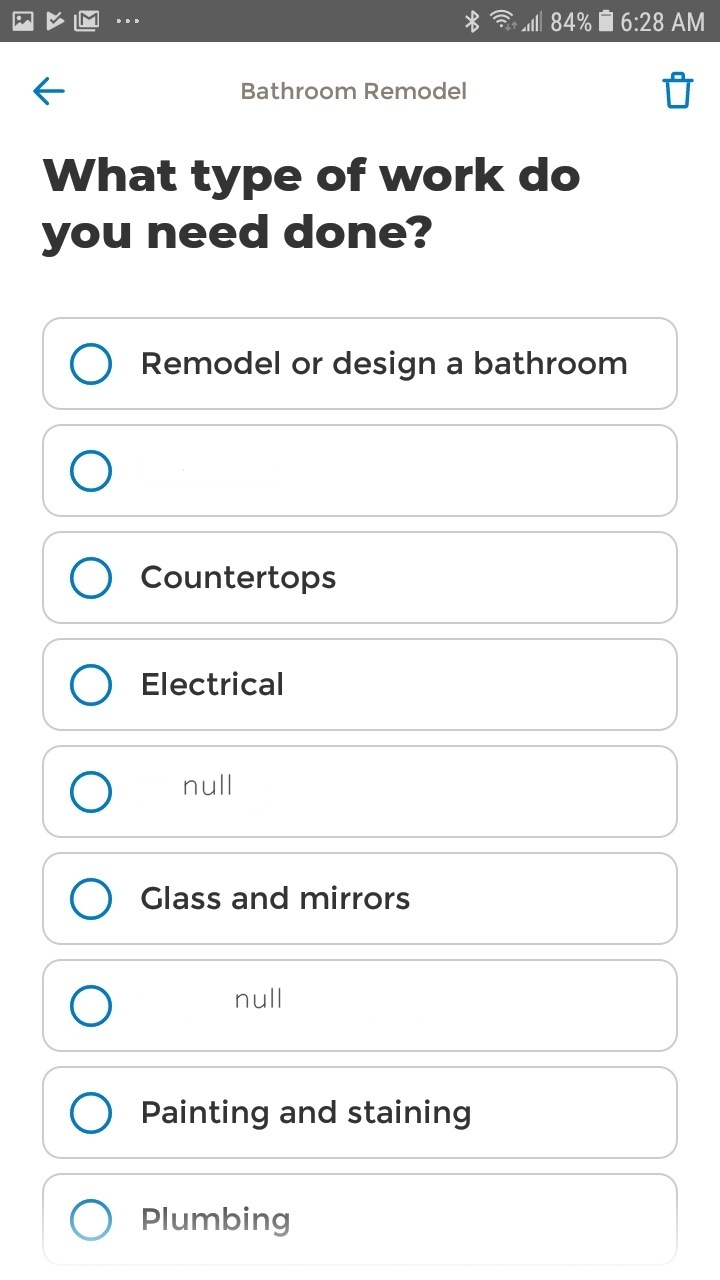 84% 6:28 AM
Bathroom Remodel
What type of work do
you need done?
Remodel or design a bathroom
Countertops
Electrical
null
Glass and mirrors
null
Painting and staining
Plumbing